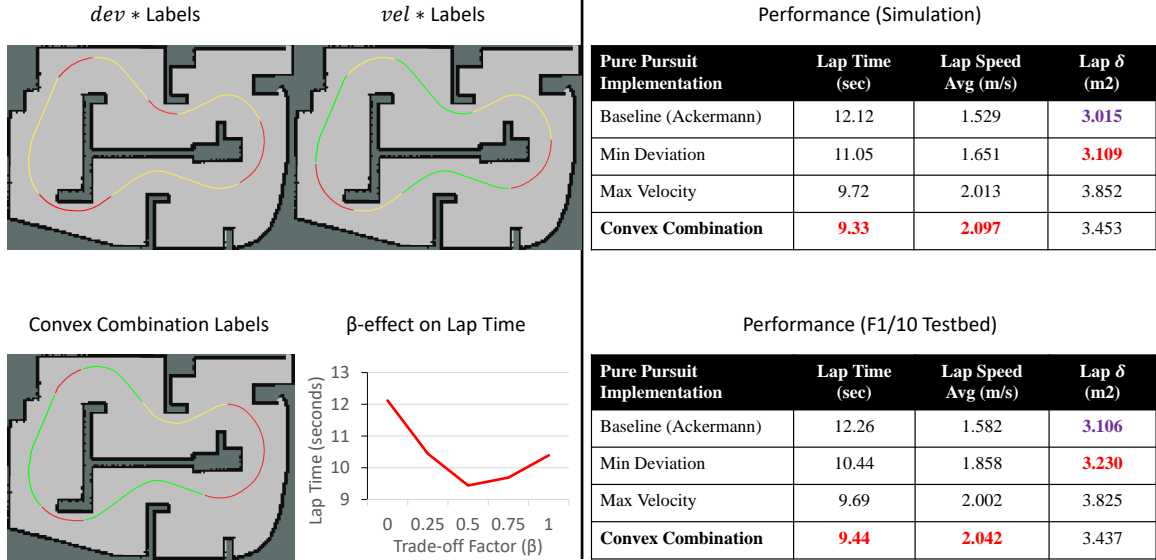 dev * Labels
vel * Labels
Convex Combination Labels
β-effect on Lap Time
Lap Time (seconds)
13
12
11
10
9
0 0.25 0.5 0.75 1
Trade-off Factor (β)
Performance (Simulation)
Pure Pursuit Implementation Lap Time (sec) Lap Speed Avg (m/s) Lap δ (m2)
Baseline (Ackermann) 12.12 1.529 3.015
Min Deviation 11.05 1.651 3.109
Max Velocity 9.72 2.013 3.852
Convex Combination 9.33 2.097 3.453
Performance (F1/10 Testbed)
Pure Pursuit Implementation Lap Time (sec) Lap Speed Avg (m/s) Lap δ (m2)
Baseline (Ackermann) 12.26 1.582 3.106
Min Deviation 10.44 1.858 3.230
Max Velocity 9.69 2.002 3.825
Convex Combination 9.44 2.042 3.437